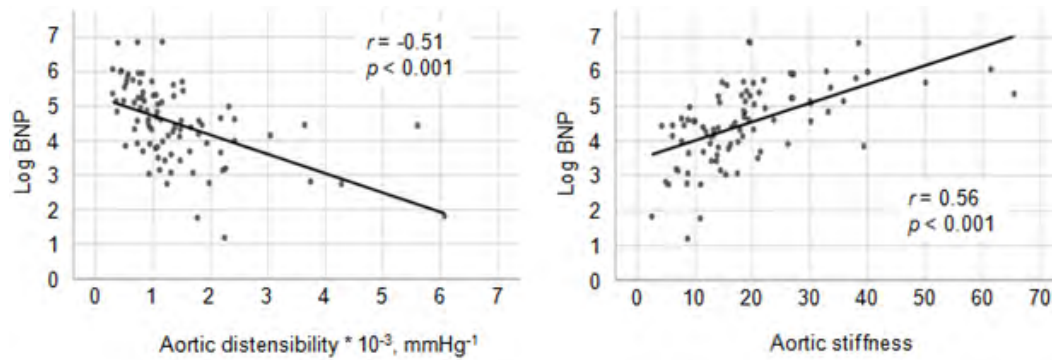 7
6
5
4
3
2
1
0
Log BNP
r = -0.51
p < 0.001
0 1 2 3 4 5 6 7
Aortic distensibility * 10-3, mmHg-1
7
6
5
4
3
2
1
0
Log BNP
r = 0.56
p < 0.001
0 10 20 30 40 50 60 70
Aortic stiffness